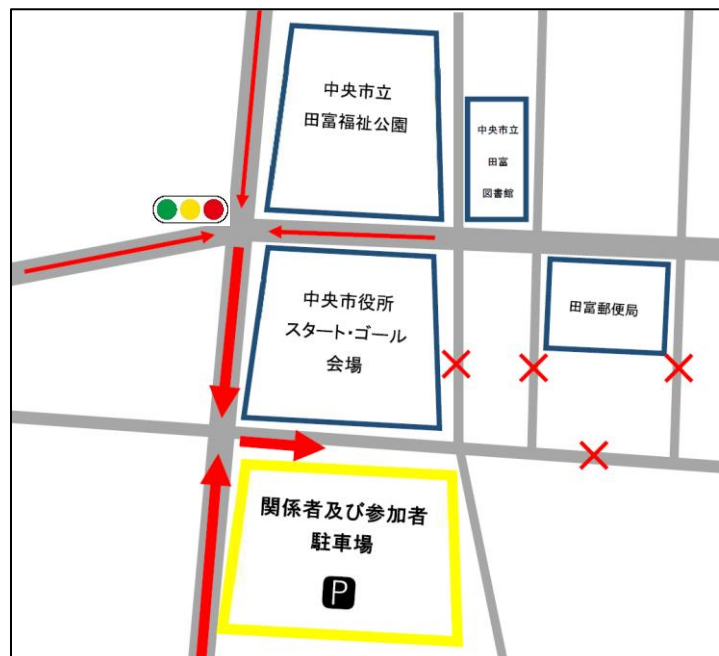 中央市立
田富福祉公園
中央市立
田富
図書館
中央市役所
スタート・ゴール
会場
田富郵便局
関係者及び参加者
駐車場
P